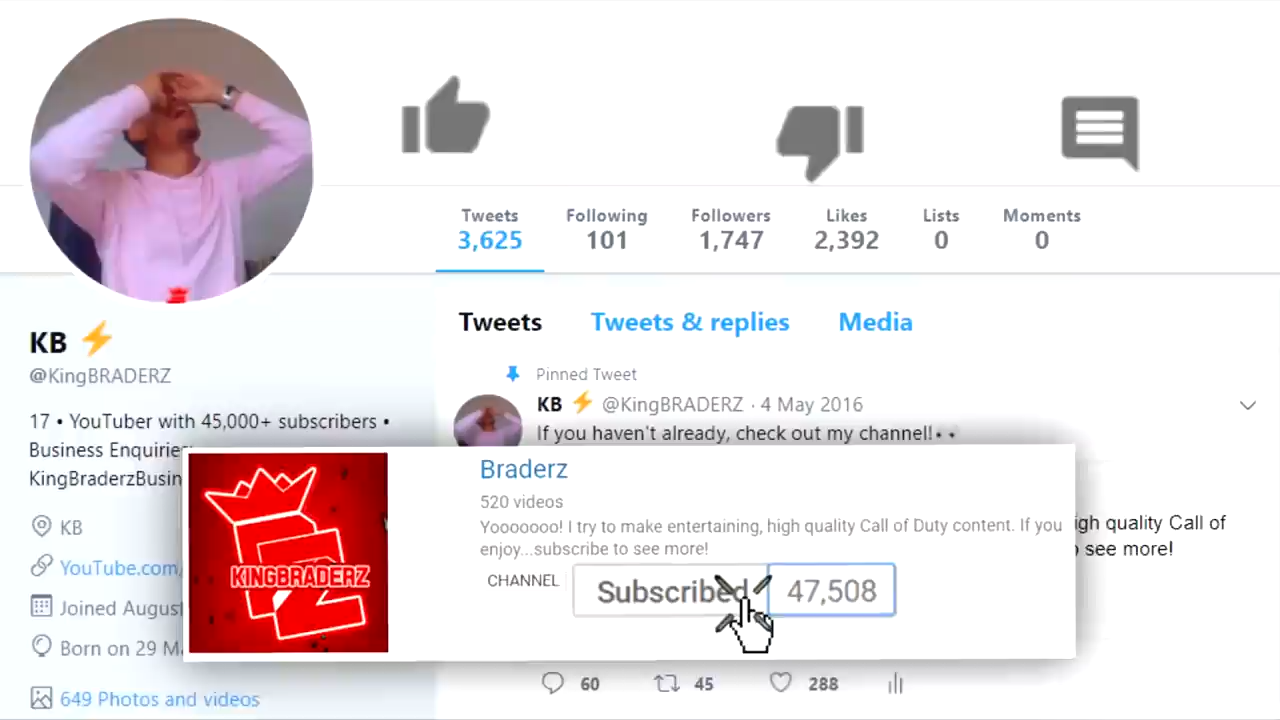 Tweets Following Followers Likes Lists Moments
3,625 101 1,747 2,392 0 0
KB
@KingBRADERZ
17 • YouTuber with 45,000+ subscribers •
Business Enquiries
KingBraderzBusin
KB
YouTube.com/
Joined August
Born on 29 Ma
649 Photos and videos
Tweets Tweets & replies Media
Pinned Tweet
KB @KingBRADERZ · 4 May 2016
If you haven't already, check out my channel!
igh quality Call of
see more!
KINGBRADERZ
Braderz
520 videos
Yooooooo! I try to make entertaining, high quality Call of Duty content. If you
enjoy...subscribe to see more!
CHANNEL Subscribed 47,508
60 45 288